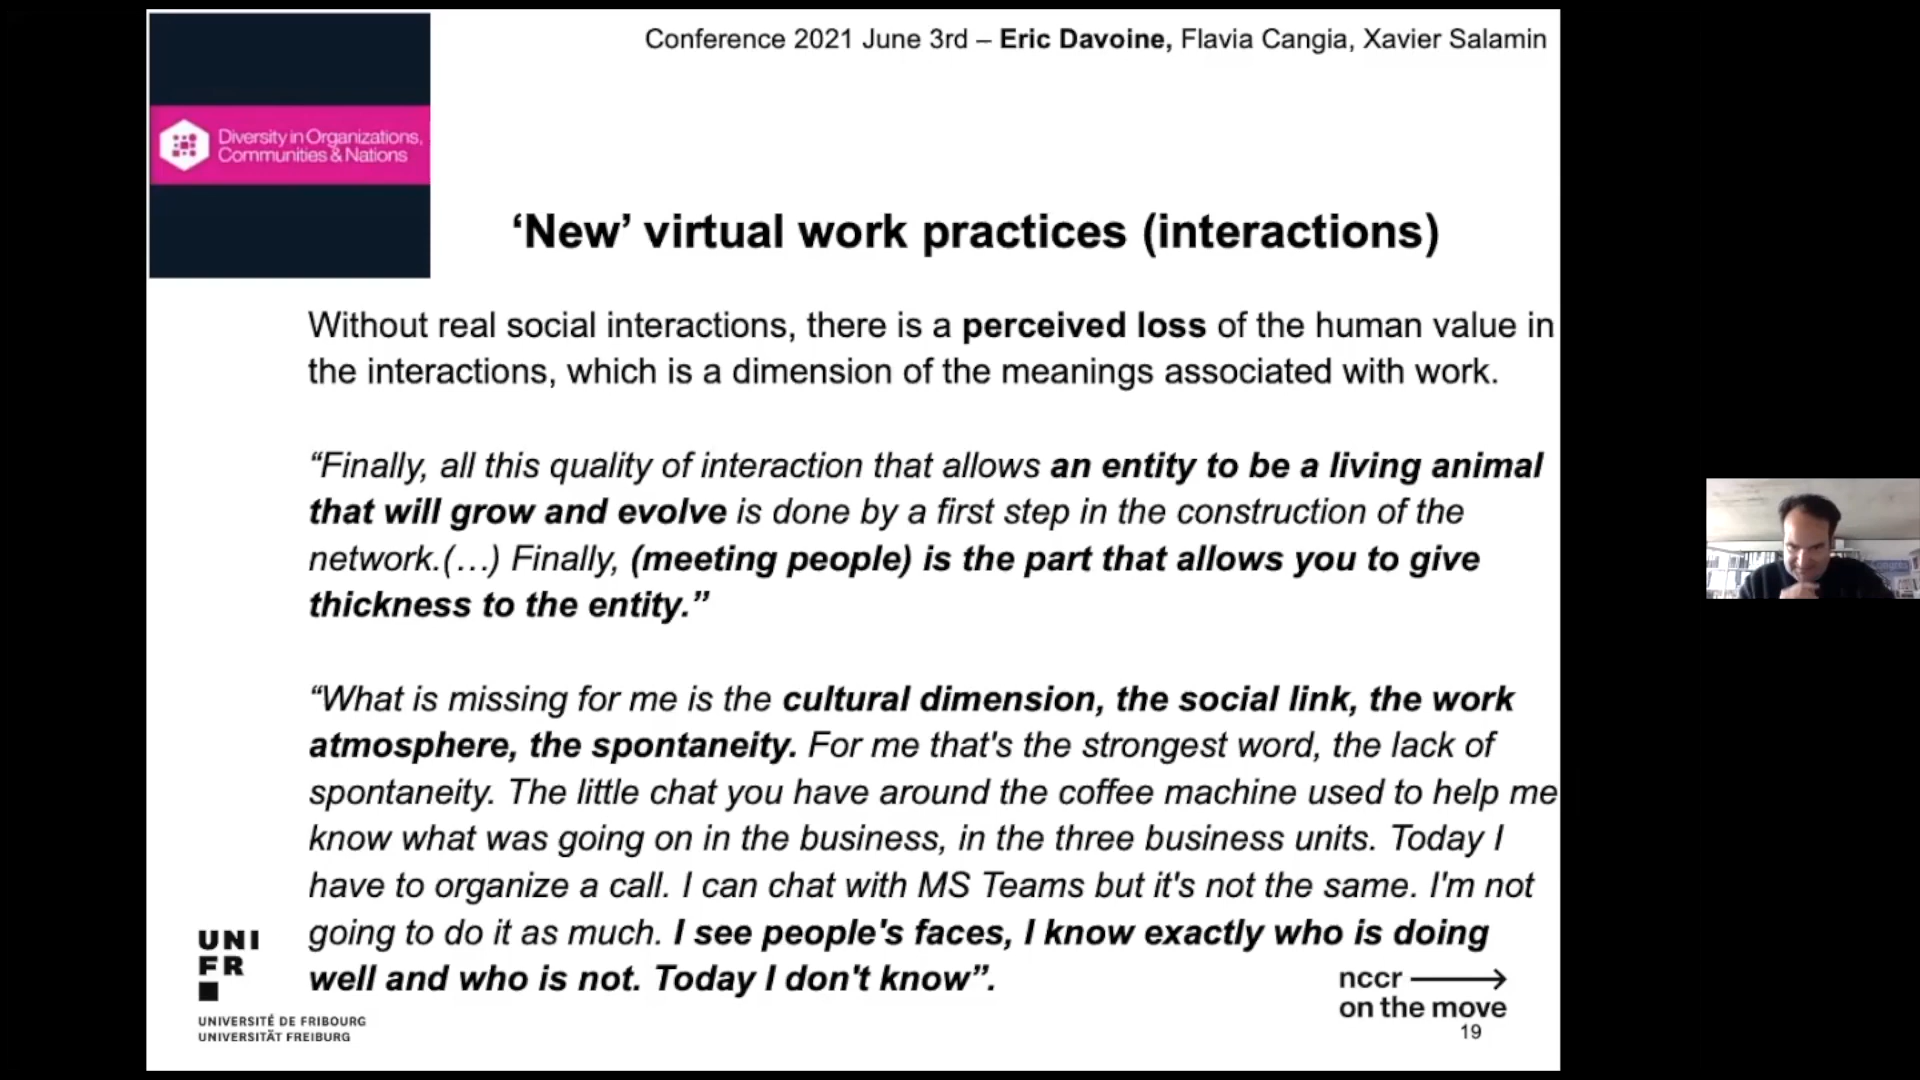 Conference 2021 June 3rd – Eric Davoine, Flavia Cangia, Xavier Salamin
Diversity in Organizations,
Communities & Nations
‘New’ virtual work practices (interactions)
Without real social interactions, there is a perceived loss of the human value in
the interactions, which is a dimension of the meanings associated with work.
“Finally, all this quality of interaction that allows an entity to be a living animal
that will grow and evolve is done by a first step in the construction of the
network.(…) Finally, (meeting people) is the part that allows you to give
thickness to the entity.”
“What is missing for me is the cultural dimension, the social link, the work
atmosphere, the spontaneity. For me that's the strongest word, the lack of
spontaneity. The little chat you have around the coffee machine used to help me
know what was going on in the business, in the three business units. Today I
have to organize a call. I can chat with MS Teams but it's not the same. I'm not
going to do it as much. I see people's faces, I know exactly who is doing
well and who is not. Today I don't know”.
UNI
FR
UNIVERSITÉ DE FRIBOURG
UNIVERSITÄT FREIBURG
nccr
on the move
19